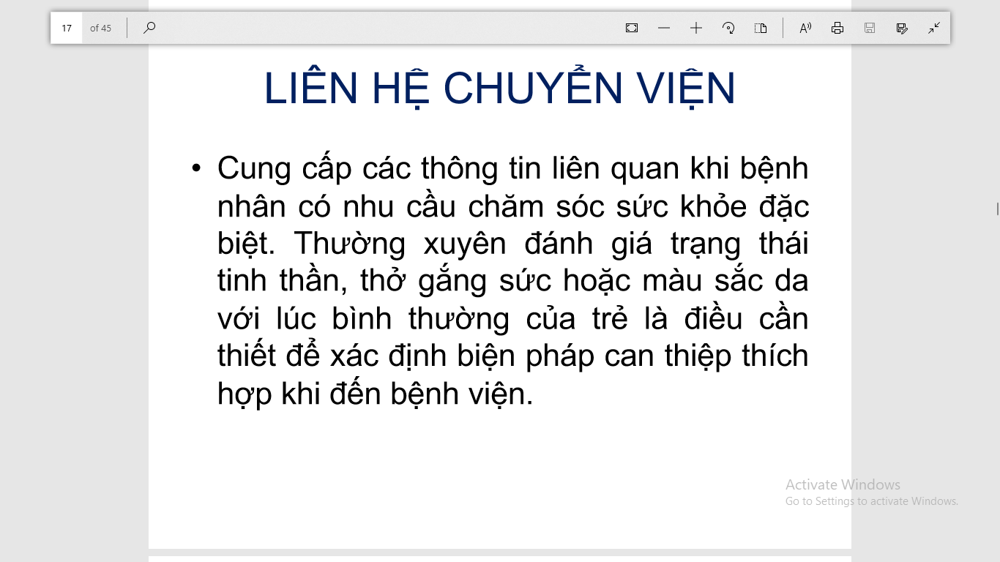 17 of 45
LIÊN HỆ CHUYỂN VIỆN
• Cung cấp các thông tin liên quan khi bệnh
nhân có nhu cầu chăm sóc sức khỏe đặc
biệt. Thường xuyên đánh giá trạng thái
tinh thần, thở gắng sức hoặc màu sắc da
với lúc bình thường của trẻ là điều cần
thiết để xác định biện pháp can thiệp thích
hợp khi đến bệnh viện.
Activate Windows
Go to Settings to activate Windows.